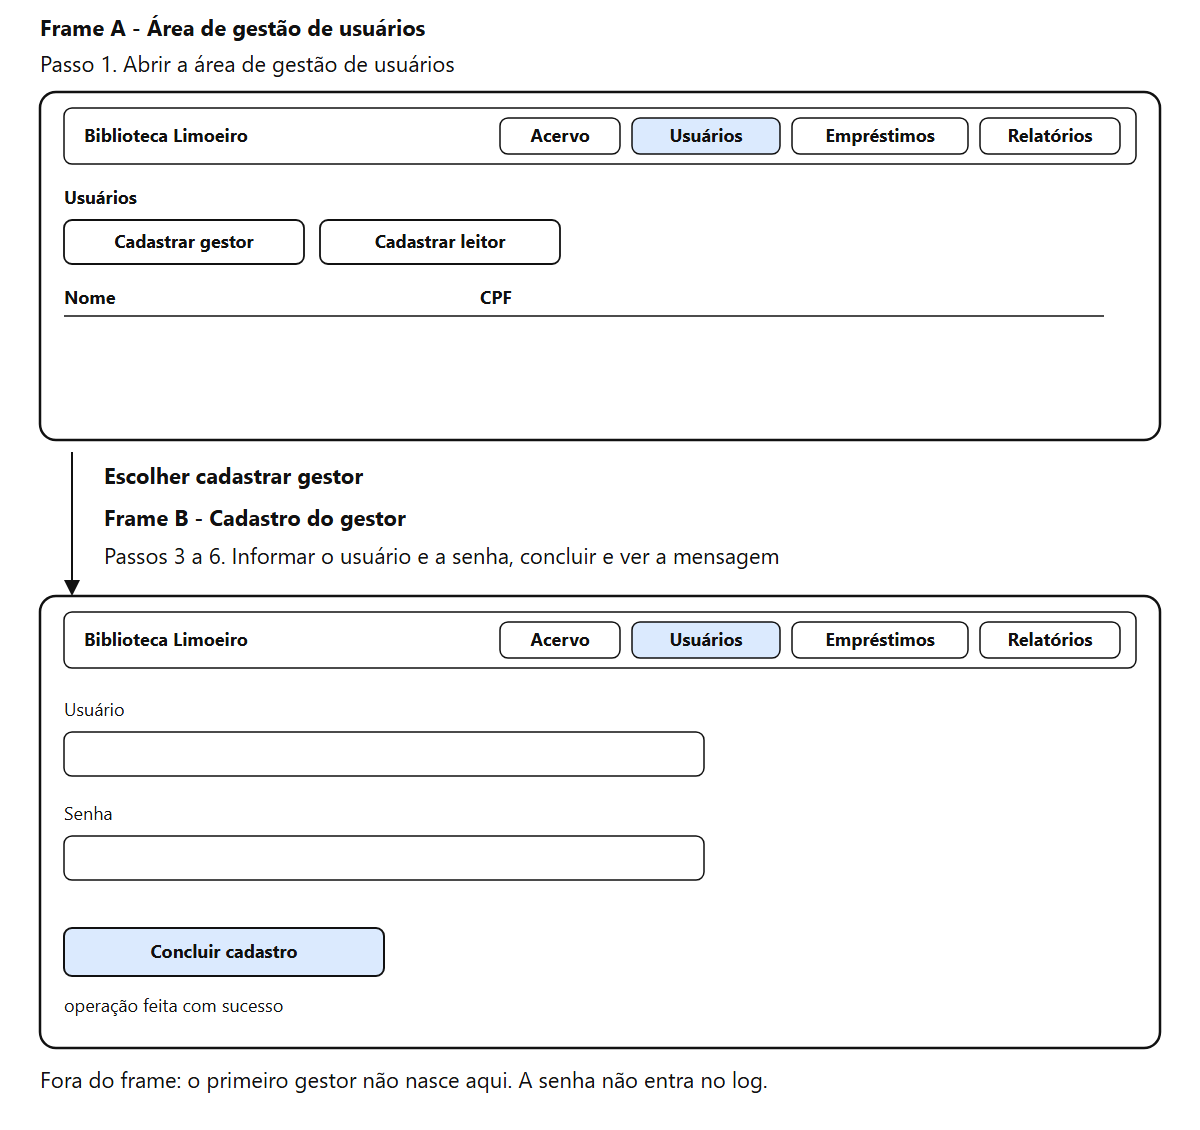 Frame A - Área de gestão de usuários
Passo 1. Abrir a área de gestão de usuários
Biblioteca Limoeiro Acervo Usuários Empréstimos Relatórios
Usuários
Cadastrar gestor Cadastrar leitor
Nome CPF
Escolher cadastrar gestor
Frame B - Cadastro do gestor
Passos 3 a 6. Informar o usuário e a senha, concluir e ver a mensagem
Biblioteca Limoeiro Acervo Usuários Empréstimos Relatórios
Usuário
Senha
Concluir cadastro
operação feita com sucesso
Fora do frame: o primeiro gestor não nasce aqui. A senha não entra no log.